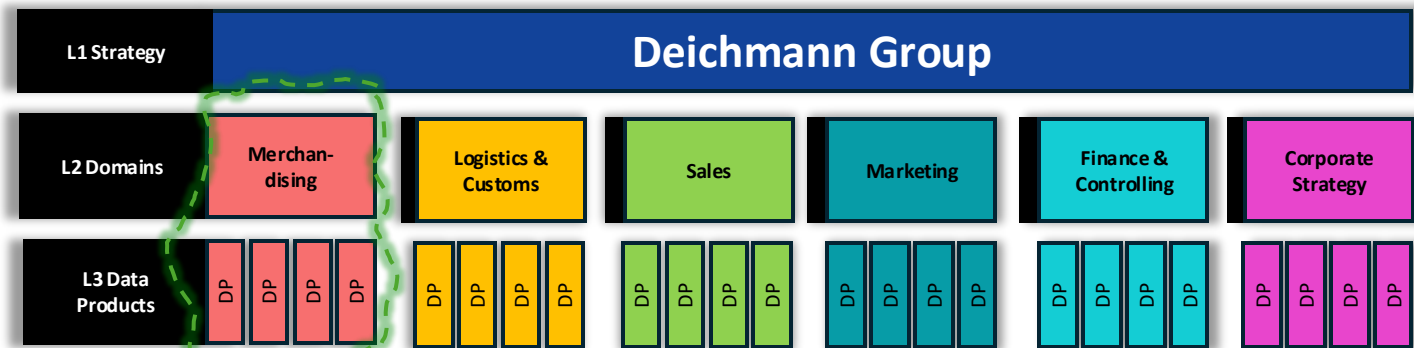 L1 Strategy
Deichmann Group
L2 Domains
Merchan-
dising
Logistics &
Customs
Sales
Marketing
Finance &
Controlling
Corporate
Strategy
L3 Data
Products
DP DP DP DP
DP DP DP DP
DP DP DP DP
DP DP DP DP
DP DP DP DP
DP DP DP DP